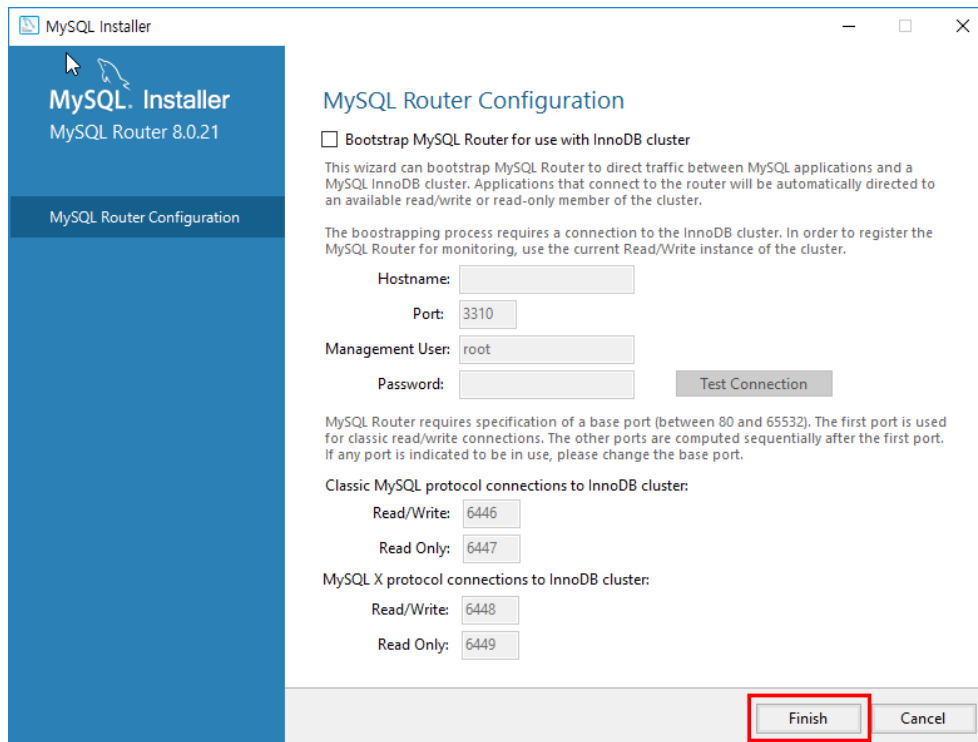 MySQL Installer
MySQL. Installer
MySQL Router 8.0.21
MySQL Router Configuration
MySQL Router Configuration
Bootstrap MySQL Router for use with InnoDB cluster
This wizard can bootstrap MySQL Router to direct traffic between MySQL applications and a
MySQL InnoDB cluster. Applications that connect to the router will be automatically directed to
an available read/write or read-only member of the cluster.
The boostrapping process requires a connection to the InnoDB cluster. In order to register the
MySQL Router for monitoring, use the current Read/Write instance of the cluster.
Hostname:
Port: 3310
Management User: root
Password: Test Connection
MySQL Router requires specification of a base port (between 80 and 65532). The first port is used
for classic read/write connections. The other ports are computed sequentially after the first port.
If any port is indicated to be in use, please change the base port.
Classic MySQL protocol connections to InnoDB cluster:
Read/Write: 6446
Read Only: 6447
MySQL X protocol connections to InnoDB cluster:
Read/Write: 6448
Read Only: 6449
Finish Cancel